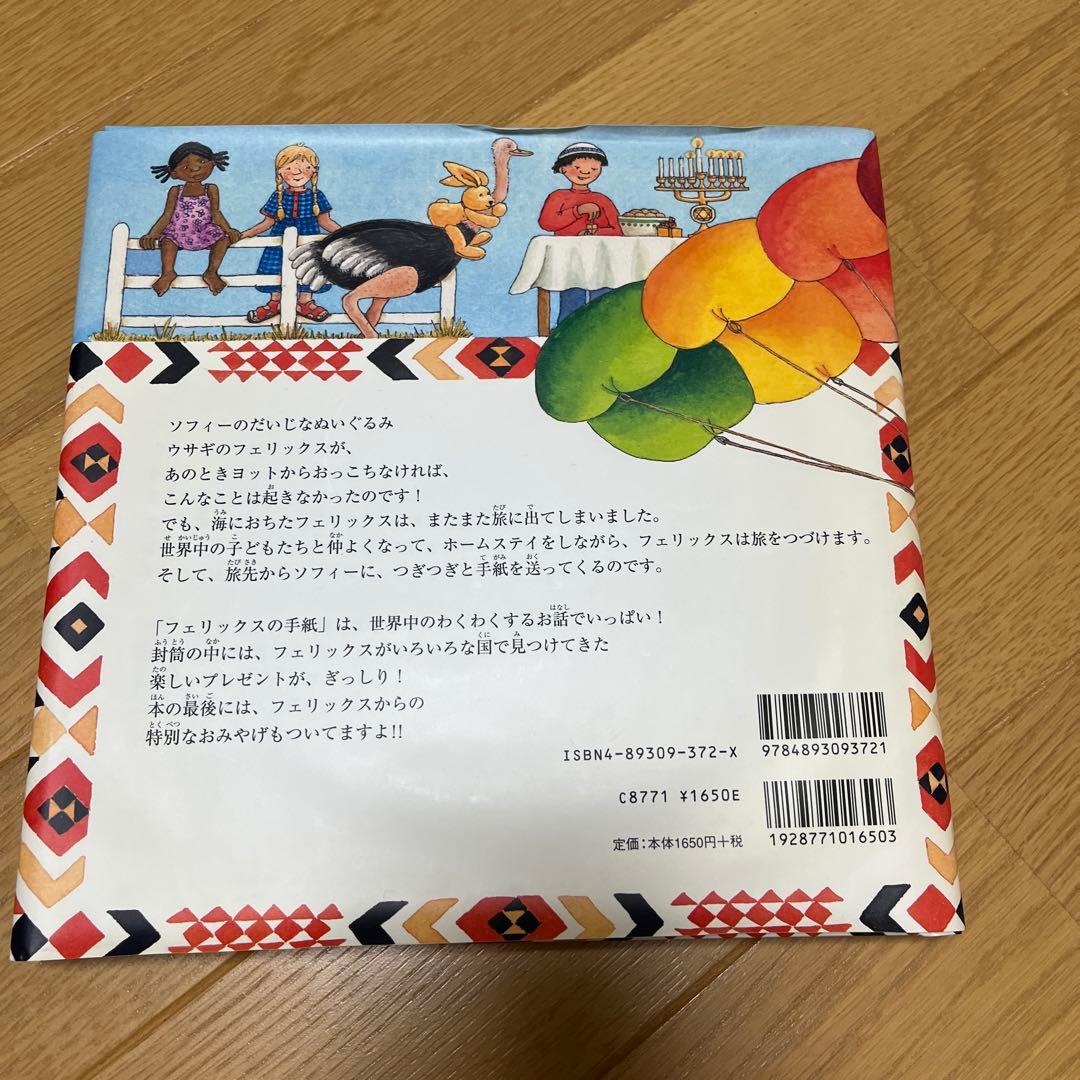 ソフィーのだいじなぬいぐるみ
ウサギのフェリックスが、
あのときヨットからおっこちなければ、
こんなことは起きなかったのです!
でも、海におちたフェリックスは、またまた旅に出てしまいました。
世界中の子どもたちと仲よくなって、ホームステイをしながら、フェリックスは旅をつづけます。
そして、旅先からソフィーに、つぎつぎと手紙を送ってくるのです。
「フェリックスの手紙」は、世界中のわくわくするお話でいっぱい!
封筒の中には、フェリックスがいろいろな国で見つけてきた
楽しいプレゼントが、ぎっしり!
本の最後には、フェリックスからの
特別なおみやげもついてますよ!!
ISBN4-89309-372-X
9784893093721
C8771 ¥1650E
定価:本体1650円+税
1928771016503